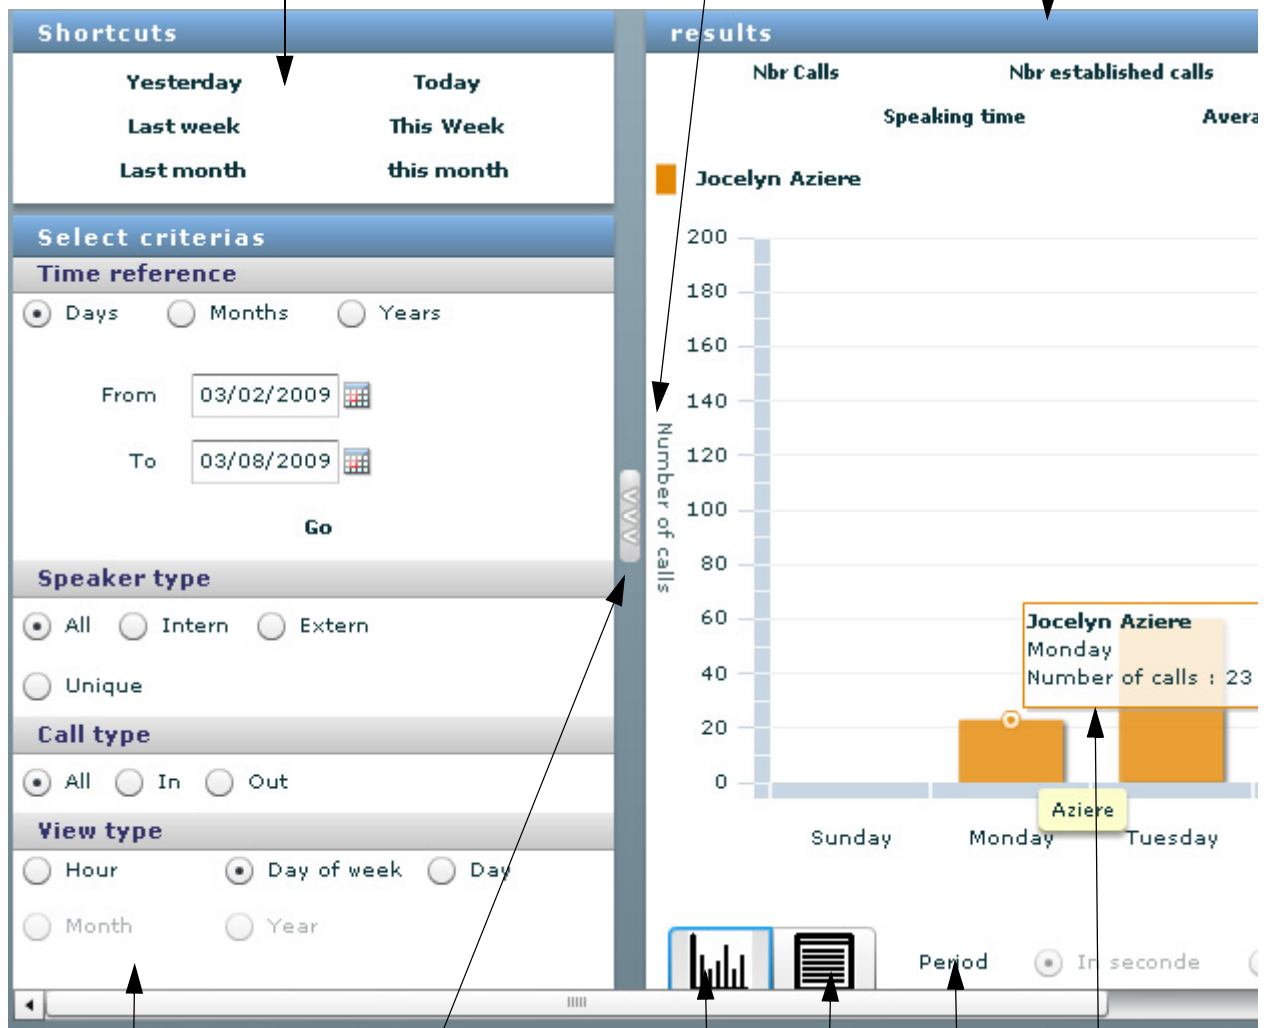 Shortcuts
Yesterday Today
Last week This Week
Last month this month
Select criterias
Time reference
Days Months Years
From 03/02/2009
To 03/08/2009
Go
Speaker type
All Intern Extern
Unique
Call type
All In Out
View type
Hour Day of week Day
Month Year
results
Nbr Calls Nbr established calls
Speaking time Avera
Jocelyn Aziere
200
180
160
140
120
100
80
60
40
20
0
Number of calls
Jocelyn Aziere
Monday
Number of calls : 23
Aziere
Sunday Monday Tuesday
Period In seconde